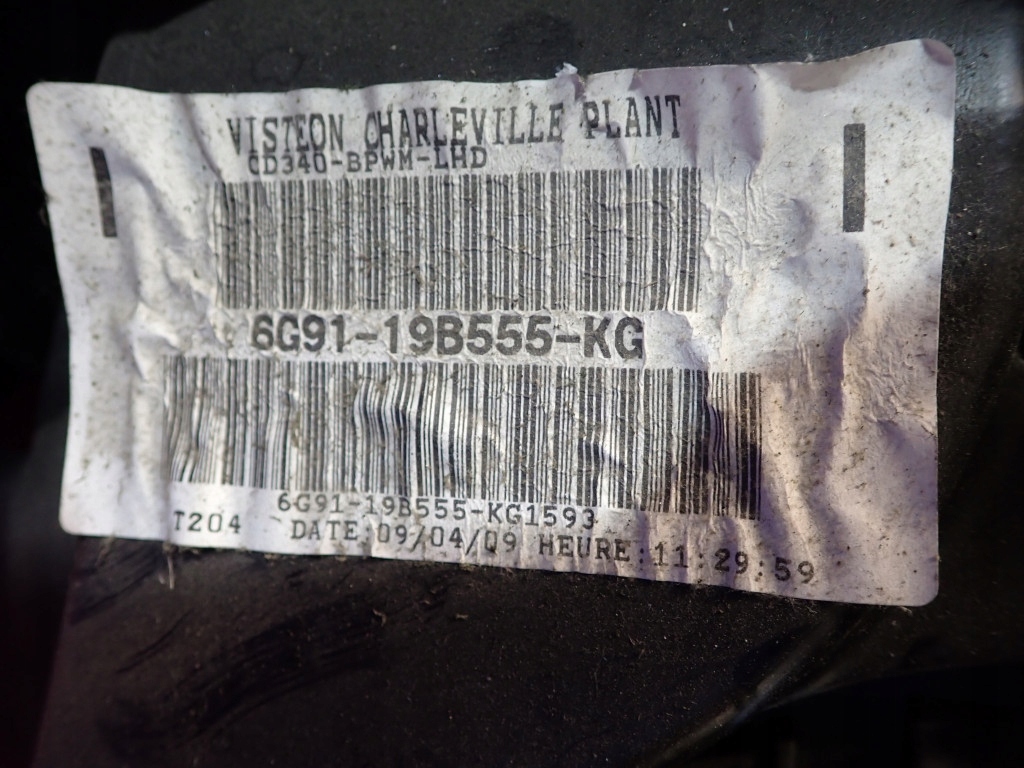 VISTEON CHARLEVILLE PLANT
CD340-BPWM-LHD
6G91-19B555-KG
6G91-19B555-KG1593
T204
DATE:09/04/09 HEURE:11:29:59